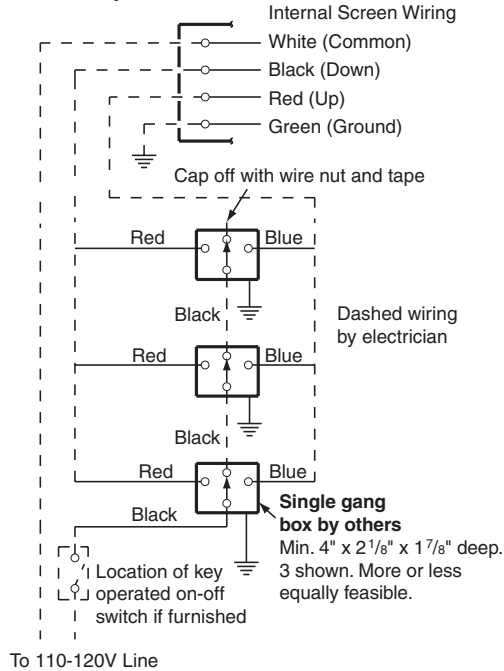 Internal Screen Wiring
White (Common)
Black (Down)
Red (Up)
Green (Ground)
Cap off with wire nut and tape
Red
Blue
Black
Dashed wiring
by electrician
Red
Blue
Black
Red
Blue
Black
Single gang
box by others
Min. 4" x 2 1/8" x 1 7/8" deep.
3 shown. More or less
equally feasible.
Location of key
operated on-off
switch if furnished
To 110-120V Line